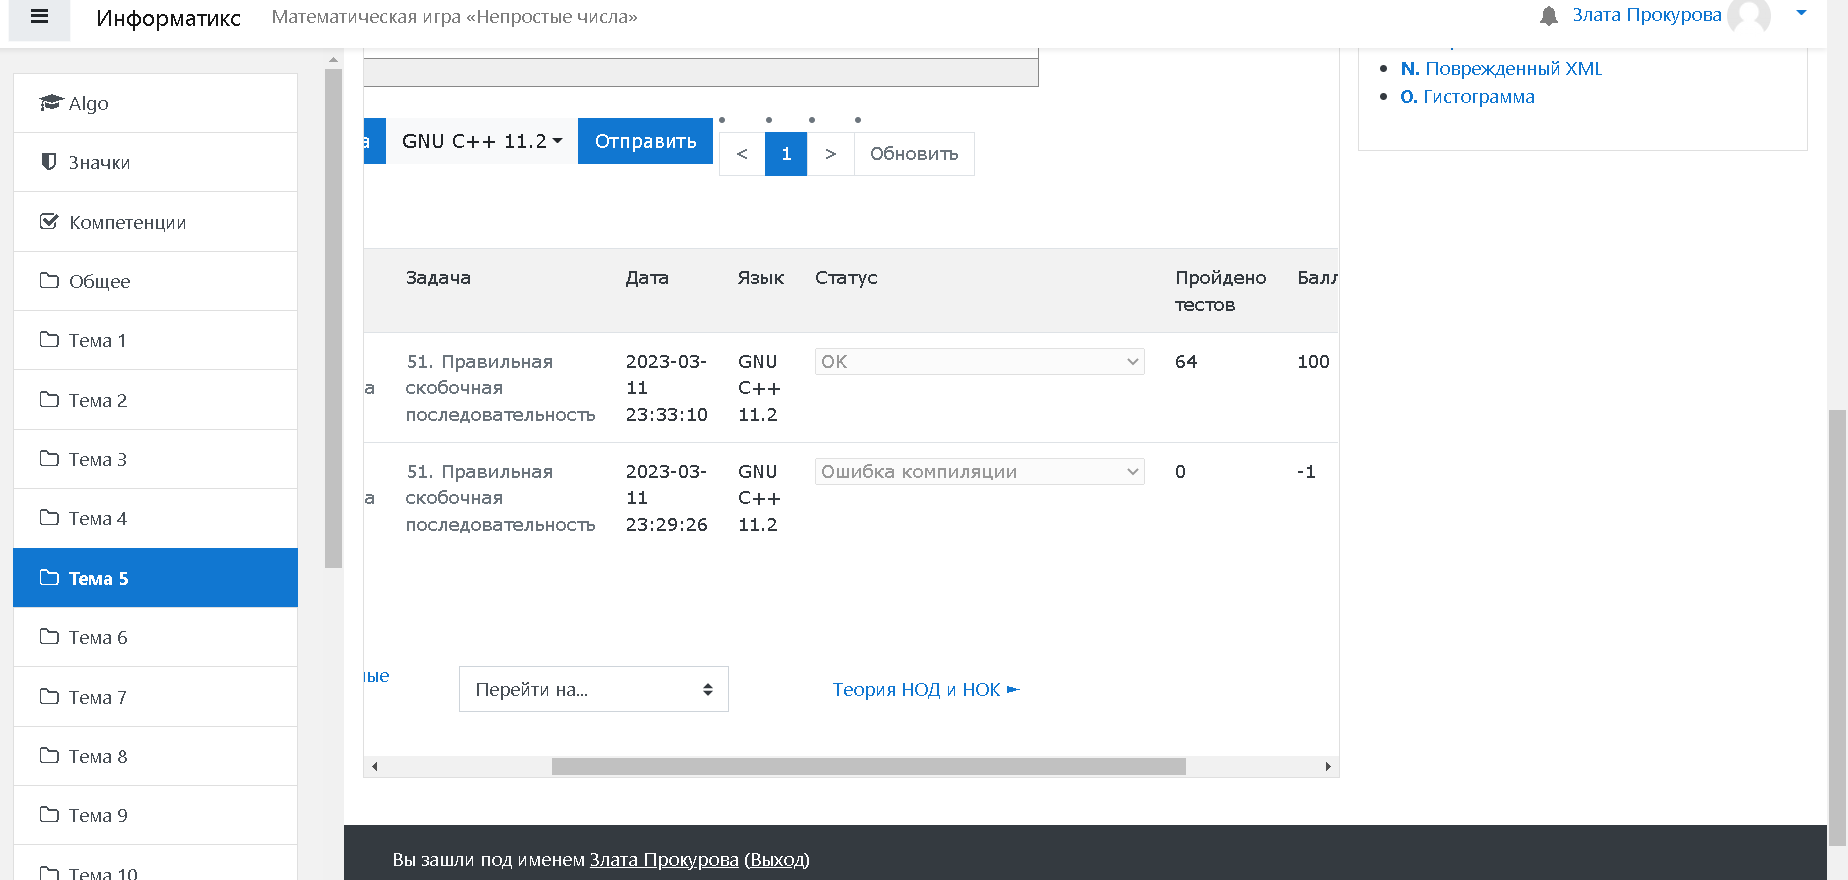 Информатикс
Математическая игра «Непростые числа»
Злата Прокурова
Algo
Значки
Компетенции
Общее
Тема 1
Тема 2
Тема 3
Тема 4
Тема 5
Тема 6
Тема 7
Тема 8
Тема 9
Тема 10
а
GNU C++ 11.2
Отправить
<
1
>
Обновить
Задача
Дата
Язык
Статус
Пройдено
тестов
Балл
а
51. Правильная
скобочная
последовательность
2023-03-
11
23:33:10
GNU
C++
11.2
OK
64
100
а
51. Правильная
скобочная
последовательность
2023-03-
11
23:29:26
GNU
C++
11.2
Ошибка компиляции
0
-1
ные
Перейти на...
Теория НОД и НОК ►
N. Поврежденный XML
O. Гистограмма
Вы зашли под именем Злата Прокурова (Выход)